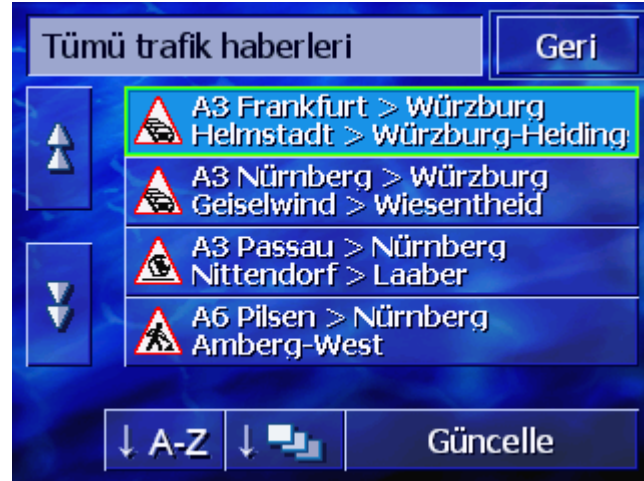 Tümü trafik haberleri
Geri
A3 Frankfurt > Würzburg
Helmstadt > Würzburg-Heiding
A3 Nürnberg > Würzburg
Geiselwind > Wiesentheid
A3 Passau > Nürnberg
Nittendorf > Laaber
A6 Pilsen > Nürnberg
Amberg-West
↓ A-Z
↓
Güncelle